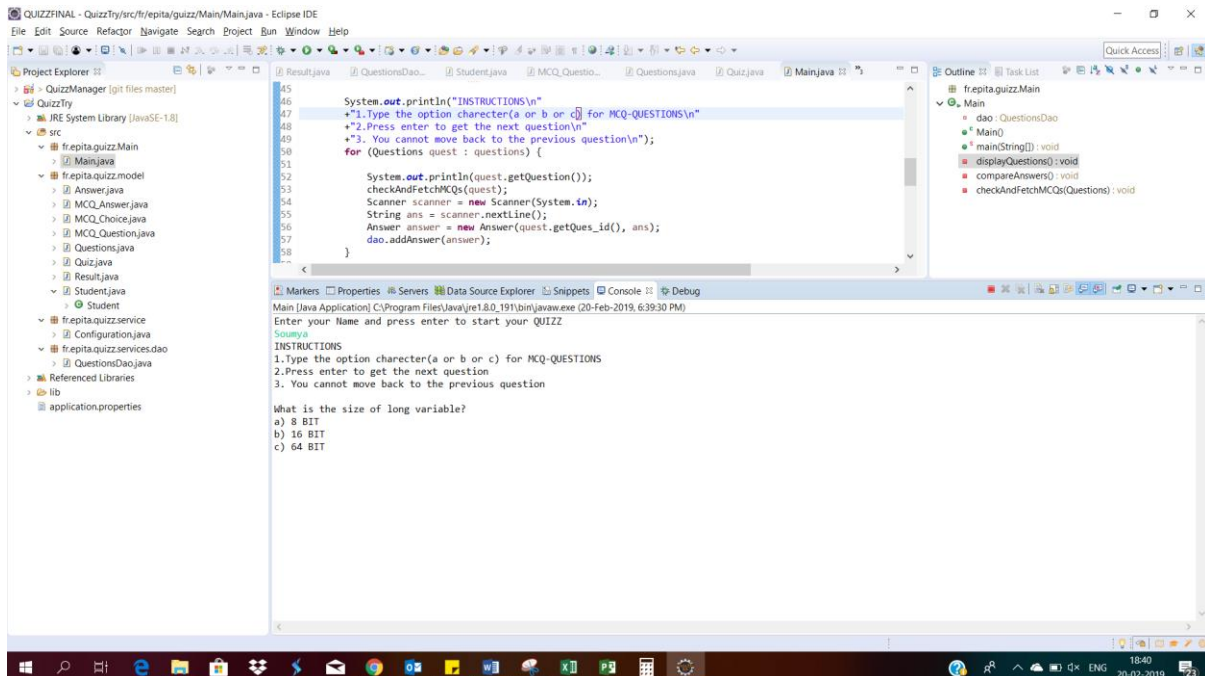 QUIZZFINAL - QuizzTry/src/fr/epita/guizz/Main/Main.java - Eclipse IDE
File Edit Source Refactor Navigate Search Project Run Window Help
Quick Access
Project Explorer
> QuizzManager [git files master]
QuizzTry
JRE System Library [JavaSE-1.8]
src
fr.epita.guizz.Main
Main.java
fr.epita.quizz.model
Answer.java
MCQ_Answer.java
MCQ_Choice.java
MCQ_Question.java
Questions.java
Quiz.java
Result.java
Student.java
Student
fr.epita.quizz.service
Configuration.java
fr.epita.quizz.services.dao
QuestionsDao.java
Referenced Libraries
lib
application.properties
Result.java QuestionsDao... Student.java MCQ_Questio... Questions.java Quiz.java Main.java
45
46 System.out.println("INSTRUCTIONS\n"
47 +"1.Type the option charecter(a or b or c) for MCQ-QUESTIONS\n"
48 +"2.Press enter to get the next question\n"
49 +"3. You cannot move back to the previous question\n");
50 for (Questions quest : questions) {
51
52 System.out.println(quest.getQuestion());
53 checkAndFetchMCQs(quest);
54 Scanner scanner = new Scanner(System.in);
55 String ans = scanner.nextLine();
56 Answer answer = new Answer(quest.getQues_id(), ans);
57 dao.addAnswer(answer);
58 }
Outline Task List
fr.epita.guizz.Main
Main
dao : QuestionsDao
Main()
main(String[]) : void
displayQuestions() : void
compareAnswers() : void
checkAndFetchMCQs(Questions) : void
Markers Properties Servers Data Source Explorer Snippets Console Debug
Main [Java Application] C:\Program Files\Java\jre1.8.0_191\bin\javaw.exe (20-Feb-2019, 6:39:30 PM)
Enter your Name and press enter to start your QUIZZ
Soumya
INSTRUCTIONS
1.Type the option charecter(a or b or c) for MCQ-QUESTIONS
2.Press enter to get the next question
3. You cannot move back to the previous question
What is the size of long variable?
a) 8 BIT
b) 16 BIT
c) 64 BIT
ENG
18:40
20-02-2019
23